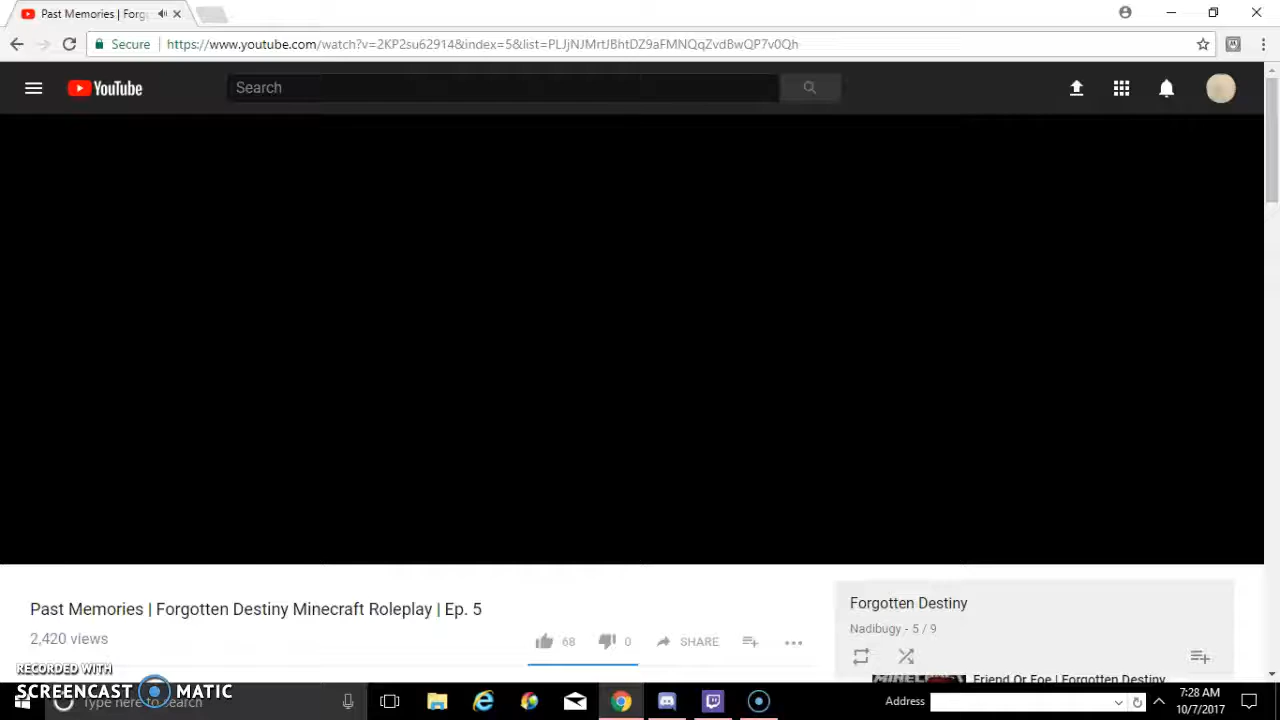 Past Memories | Forg
Secure
https://www.youtube.com/watch?v=2KP2su62914&index=5&list=PLJjNJMrtJBhtDZ9aFMNQqZvdBwQP7v0Qh
YouTube
Search
Past Memories | Forgotten Destiny Minecraft Roleplay | Ep. 5
2,420 views
68
0
SHARE
Forgotten Destiny
Nadibugy - 5 / 9
Friend Or Foe | Forgotten Destiny
RECORDED WITH
SCREENCAST MATIC
Type here to search
Address
7:28 AM
10/7/2017